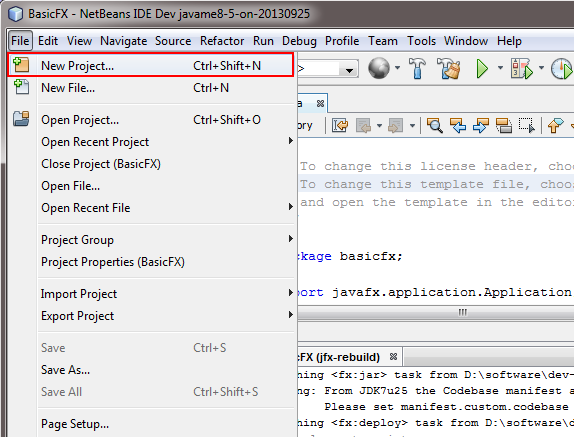 BasicFX - NetBeans IDE Dev javame8-5-on-20130925
File Edit View Navigate Source Refactor Run Debug Profile Team Tools Window Help
New Project... Ctrl+Shift+N
New File... Ctrl+N
Open Project... Ctrl+Shift+O
Open Recent Project
Close Project (BasicFX)
Open File...
Open Recent File
Project Group
Project Properties (BasicFX)
Import Project
Export Project
Save Ctrl+S
Save As...
Save All Ctrl+Shift+S
Page Setup...
To change this license header, choo
To change this template file, choos
and open the template in the editor
kage basicfx;
ort javafx.application.Application
FX (jfx-rebuild)
ning <fx:jar> task from D:\software\dev-
ng: From JDK7u25 the Codebase manifest a
Please set manifest.custom.codebase
ning <fx:deploy> task from D:\software\d